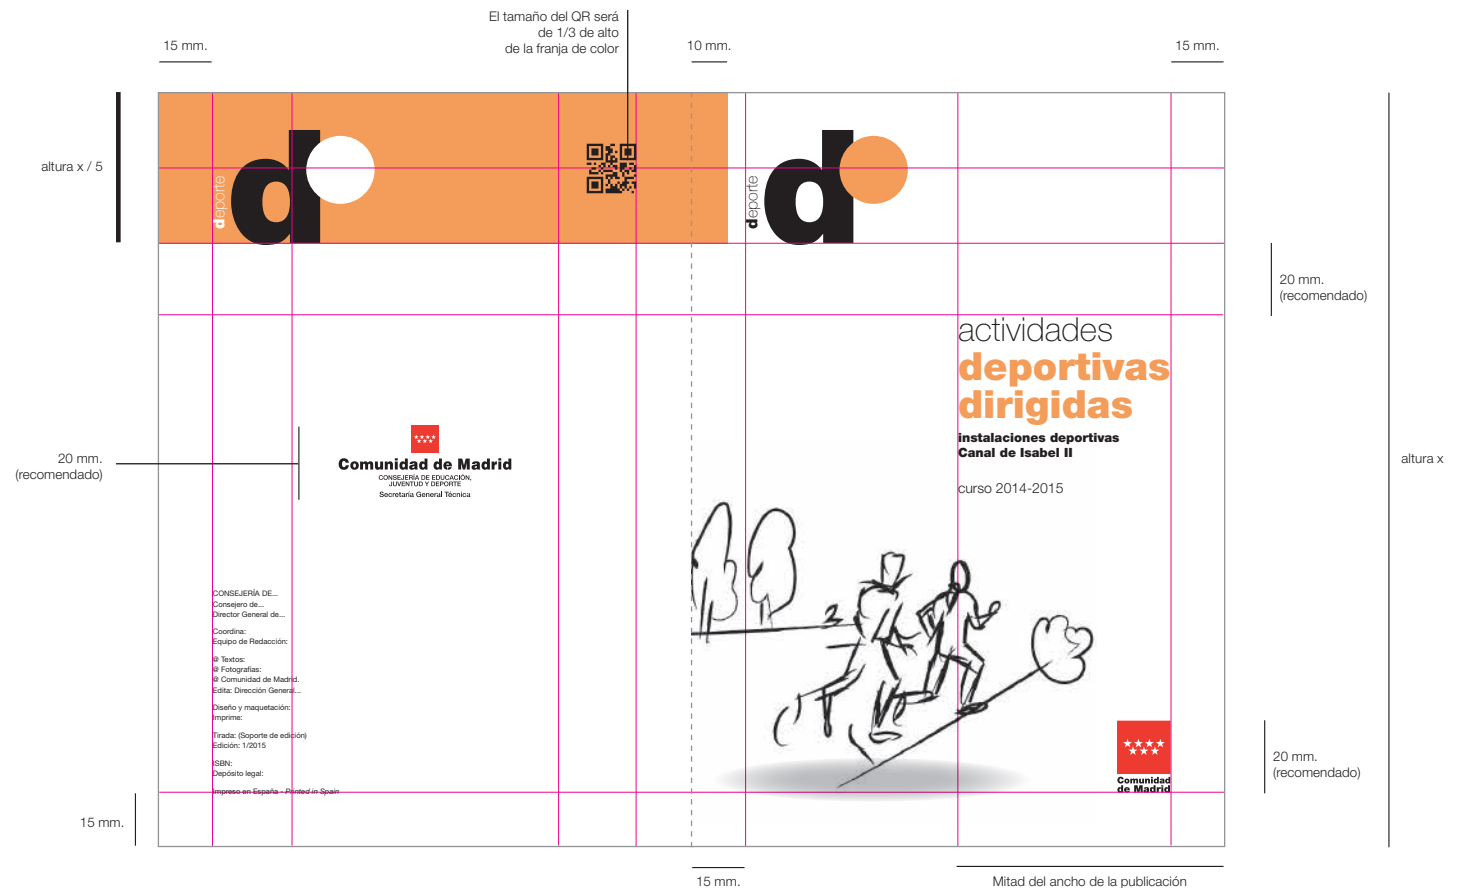 El tamaño del QR será
de 1/3 de alto
de la franja de color
15 mm.
10 mm.
15 mm.
altura x / 5
deporte
d
deporte
d
20 mm.
(recomendado)
actividades
deportivas
dirigidas
instalaciones deportivas
Canal de Isabel II
curso 2014-2015
20 mm.
(recomendado)
Comunidad de Madrid
CONSEJERÍA DE EDUCACIÓN,
JUVENTUD Y DEPORTE
Secretaría General Técnica
altura x
CONSEJERÍA DE...
Consejero de...
Director General de...
Coordina:
Equipo de Redacción:
@ Textos:
@ Fotografías:
@ Comunidad de Madrid.
Edita: Dirección General...
Diseño y maquetación:
Imprime:
Tirada: (Soporte de edición)
Edición: 1/2015
ISBN:
Depósito legal:
Impreso en España - Printed in Spain
Comunidad
de Madrid
20 mm.
(recomendado)
15 mm.
15 mm.
Mitad del ancho de la publicación